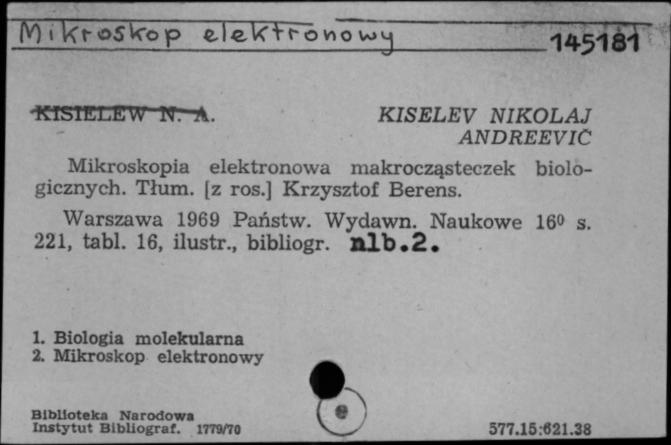 Mikroskop elektronowy
145181
KISIELEW N. A.
KISELEV NIKOLAJ
ANDREEVIČ
Mikroskopia elektronowa makrocząsteczek biolo-
gicznych. Tłum. [z ros.] Krzysztof Berens.
Warszawa 1969 Państw. Wydawn. Naukowe 16⁰ s.
221, tabl. 16, ilustr., bibliogr. nlb.2.
1. Biologia molekularna
2. Mikroskop elektronowy
Biblioteka Narodowa
Instytut Bibliograf. 1779/70
e
577.15:621.38